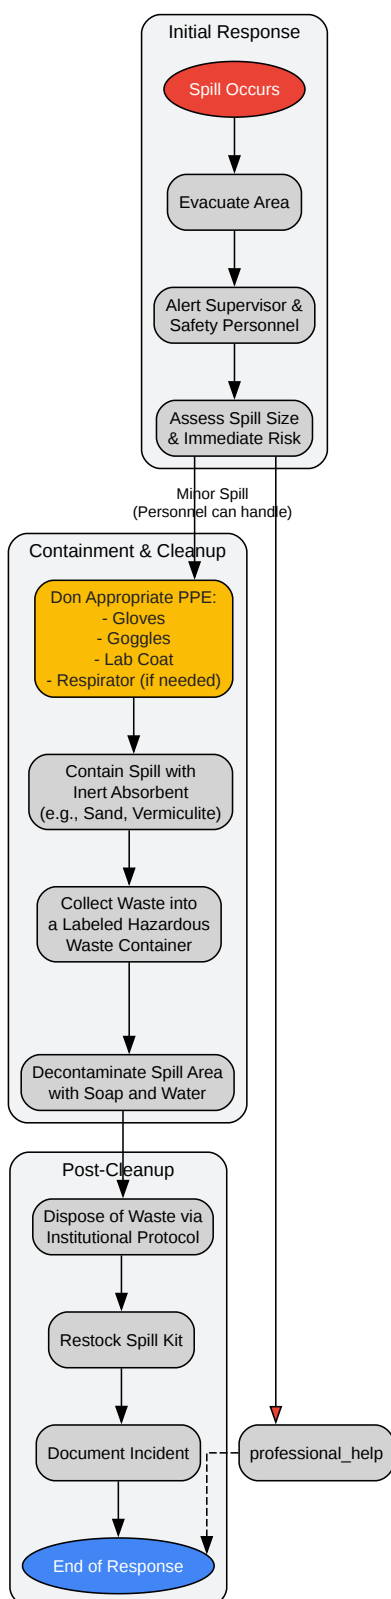 Initial Response
Spill Occurs
Evacuate Area
Alert Supervisor &
Safety Personnel
Assess Spill Size
& Immediate Risk
Minor Spill
(Personnel can handle)
Containment & Cleanup
Don Appropriate PPE:
- Gloves
- Goggles
- Lab Coat
- Respirator (if needed)
Contain Spill with
Inert Absorbent
(e.g., Sand, Vermiculite)
Collect Waste into
a Labeled Hazardous
Waste Container
Decontaminate Spill Area
with Soap and Water
Post-Cleanup
Dispose of Waste via
Institutional Protocol
Restock Spill Kit
Document Incident
professional_help
End of Response